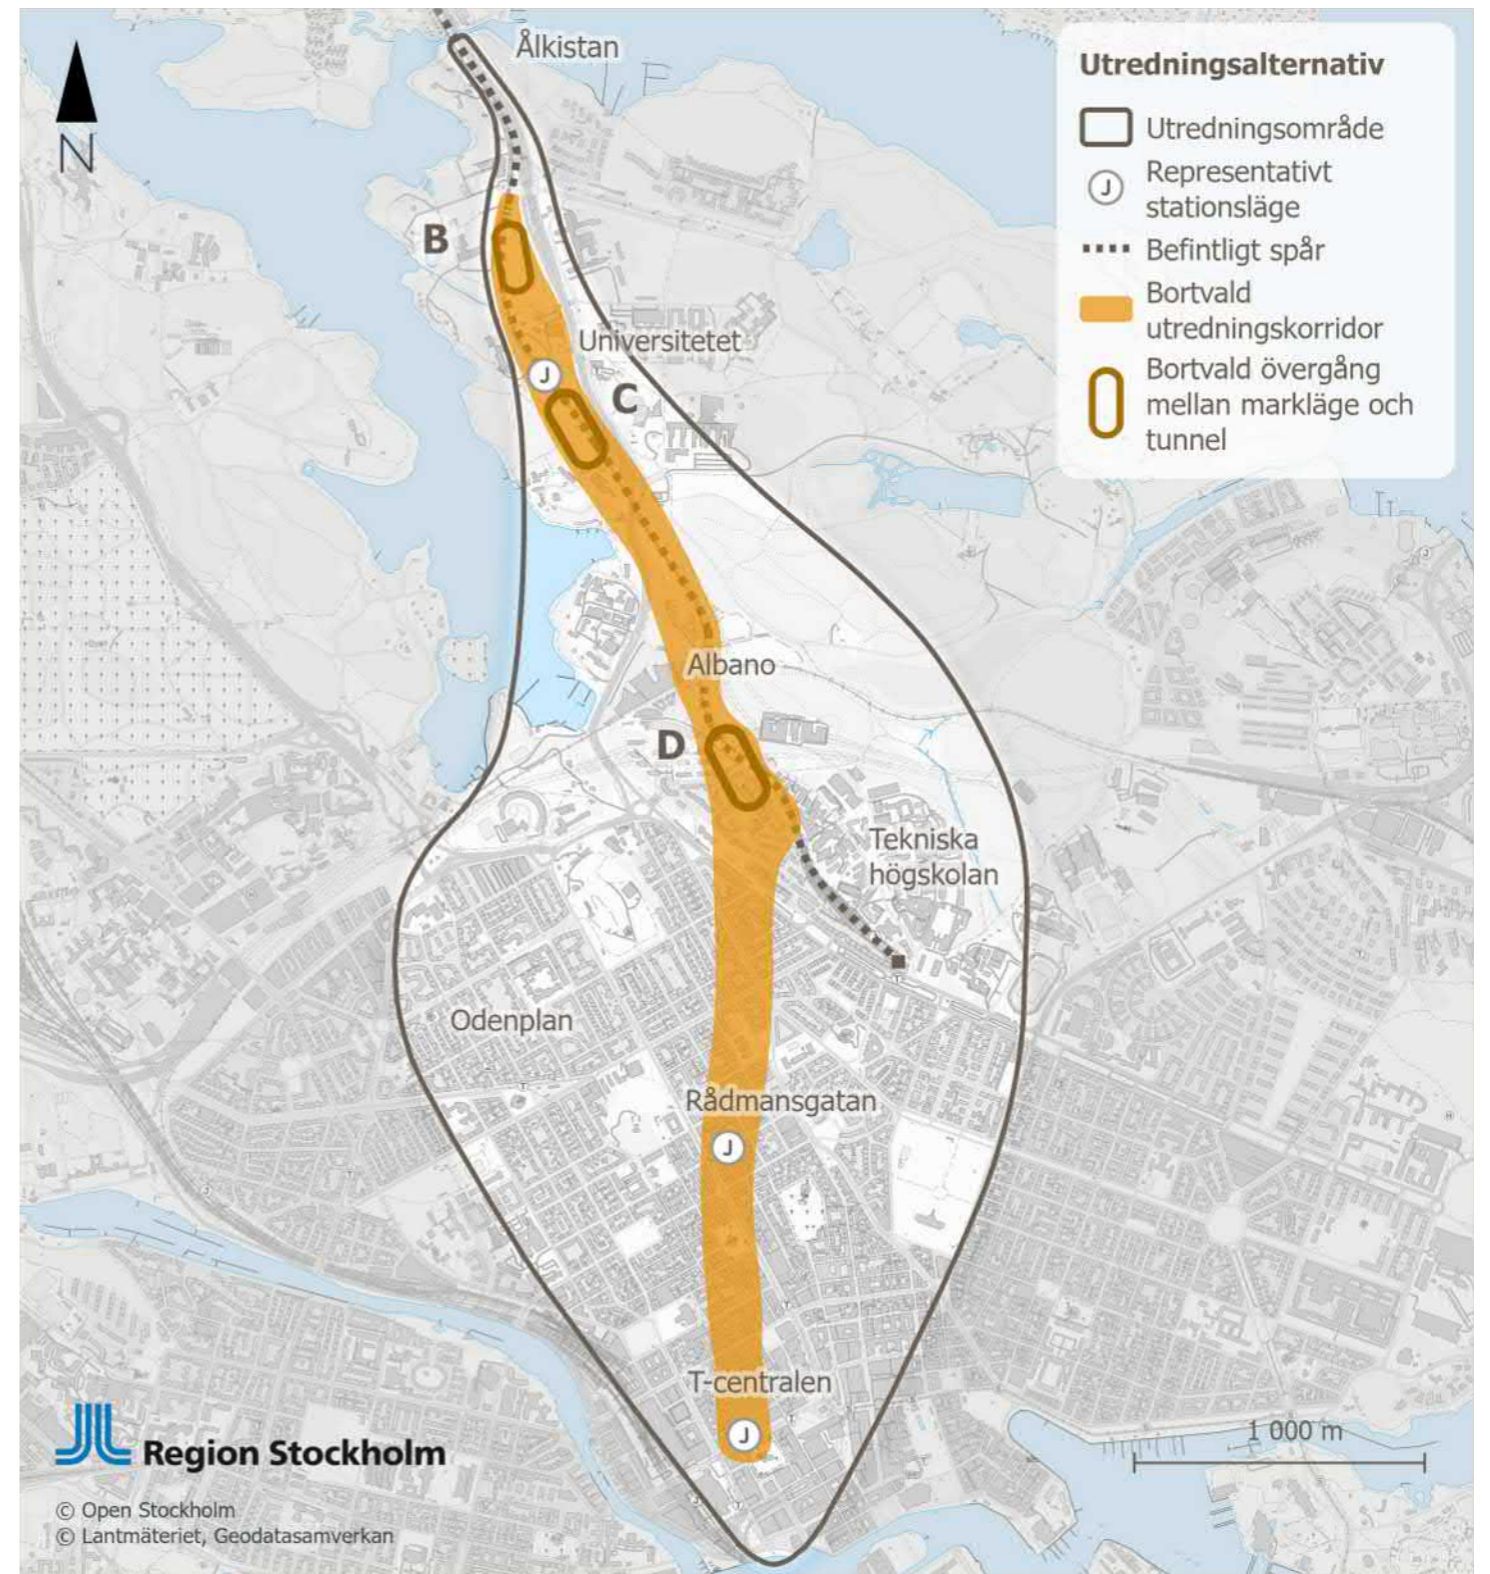 Ålkistan
Utredningsalternativ
Utredningsområde
J
Representativt
stationsläge
Befintligt spår
Bortvald
utredningskorridor
Bortvald övergång
mellan markläge och
tunnel
N
B
Universitetet
J
C
Albano
D
Tekniska
högskolan
Odenplan
Rådmansgatan
J
T-centralen
J
1 000 m
Region Stockholm
© Open Stockholm
© Lantmäteriet, Geodatasamverkan